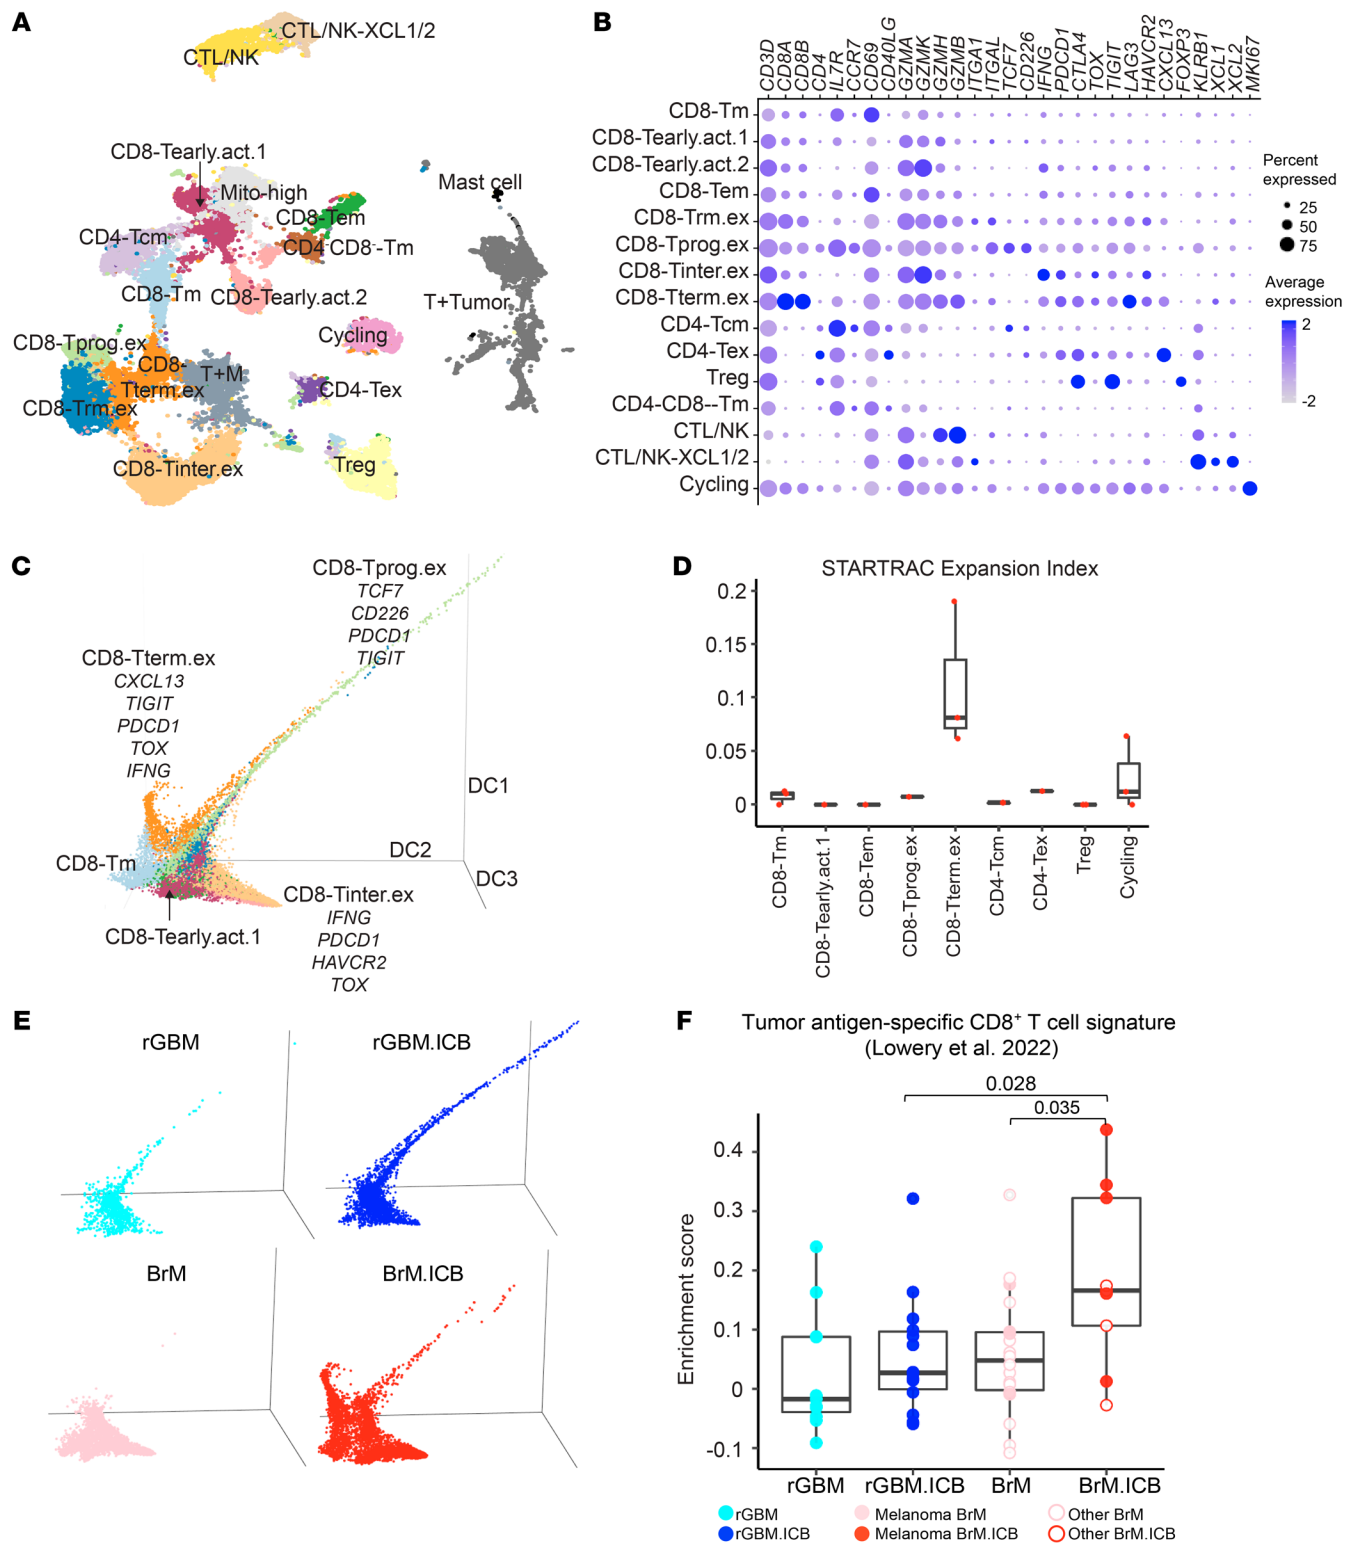 A
CTL/NK-XCL1/2
CTL/NK
CD8-Tearly.act.1
Mito-high
Mast cell
CD8-Tem
CD4-Tcm
CD4-CD8--Tm
CD8-Tm
CD8-Tearly.act.2
T+Tumor
Cycling
CD8-Tprog.ex
CD8-
Tterm.ex
T+M
CD4-Tex
CD8-Trm.ex
CD8-Tinter.ex
Treg
B
CD3D
CD8A
CD8B
CD4
IL7R
CCR7
CD69
CD40LG
GZMA
GZMK
GZMH
GZMB
ITGA1
ITGAL
TCF7
CD226
IFNG
PDCD1
CTLA4
TOX
TIGIT
LAG3
HAVCR2
CXCL13
FOXP3
KLRB1
XCL1
XCL2
MKI67
CD8-Tm
CD8-Tearly.act.1
CD8-Tearly.act.2
CD8-Tem
CD8-Trm.ex
CD8-Tprog.ex
CD8-Tinter.ex
CD8-Tterm.ex
CD4-Tcm
CD4-Tex
Treg
CD4-CD8--Tm
CTL/NK
CTL/NK-XCL1/2
Cycling
Percent
expressed
25
50
75
Average
expression
2
-2
C
CD8-Tprog.ex
TCF7
CD226
PDCD1
TIGIT
CD8-Tterm.ex
CXCL13
TIGIT
PDCD1
TOX
IFNG
DC1
DC2
DC3
CD8-Tm
CD8-Tearly.act.1
CD8-Tinter.ex
IFNG
PDCD1
HAVCR2
TOX
D
STARTRAC Expansion Index
0.2
0.15
0.1
0.05
0
CD8-Tm
CD8-Tearly.act.1
CD8-Tem
CD8-Tprog.ex
CD8-Tterm.ex
CD4-Tcm
CD4-Tex
Treg
Cycling
E
rGBM
rGBM.ICB
BrM
BrM.ICB
F
Tumor antigen-specific CD8+ T cell signature
(Lowery et al. 2022)
0.028
0.035
Enrichment score
0.4
0.3
0.2
0.1
0
-0.1
rGBM
rGBM.ICB
BrM
BrM.ICB
rGBM
Melanoma BrM
Other BrM
rGBM.ICB
Melanoma BrM.ICB
Other BrM.ICB